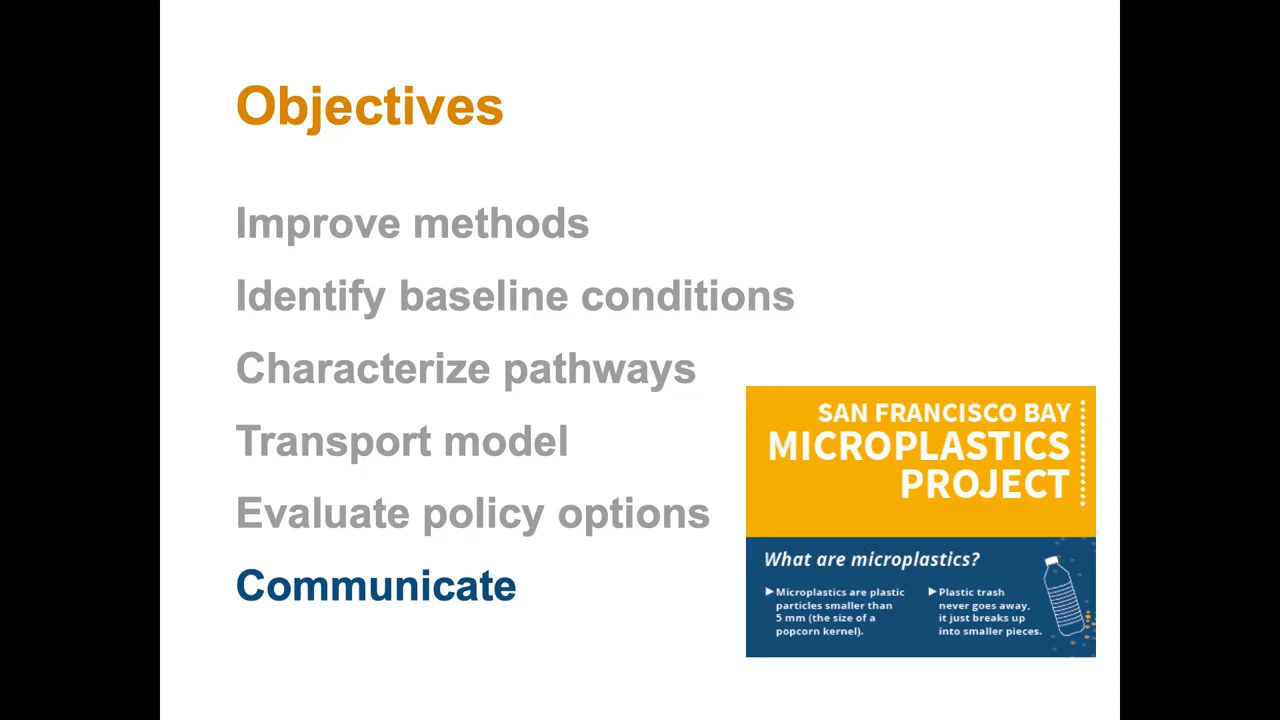 Objectives
Improve methods
Identify baseline conditions
Characterize pathways
Transport model
Evaluate policy options
Communicate
SAN FRANCISCO BAY
MICROPLASTICS
PROJECT
What are microplastics?
▶Microplastics are plastic
particles smaller than
5 mm (the size of a
popcorn kernel).
▶Plastic trash
never goes away,
it just breaks up
into smaller pieces.